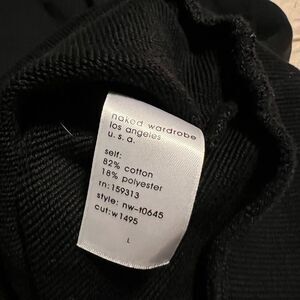 naked wardrobe
los angeles
u.s.a.
self:
82% cotton
18% polyester
rn:159313
style: nw-t0645
cut:w1495
L